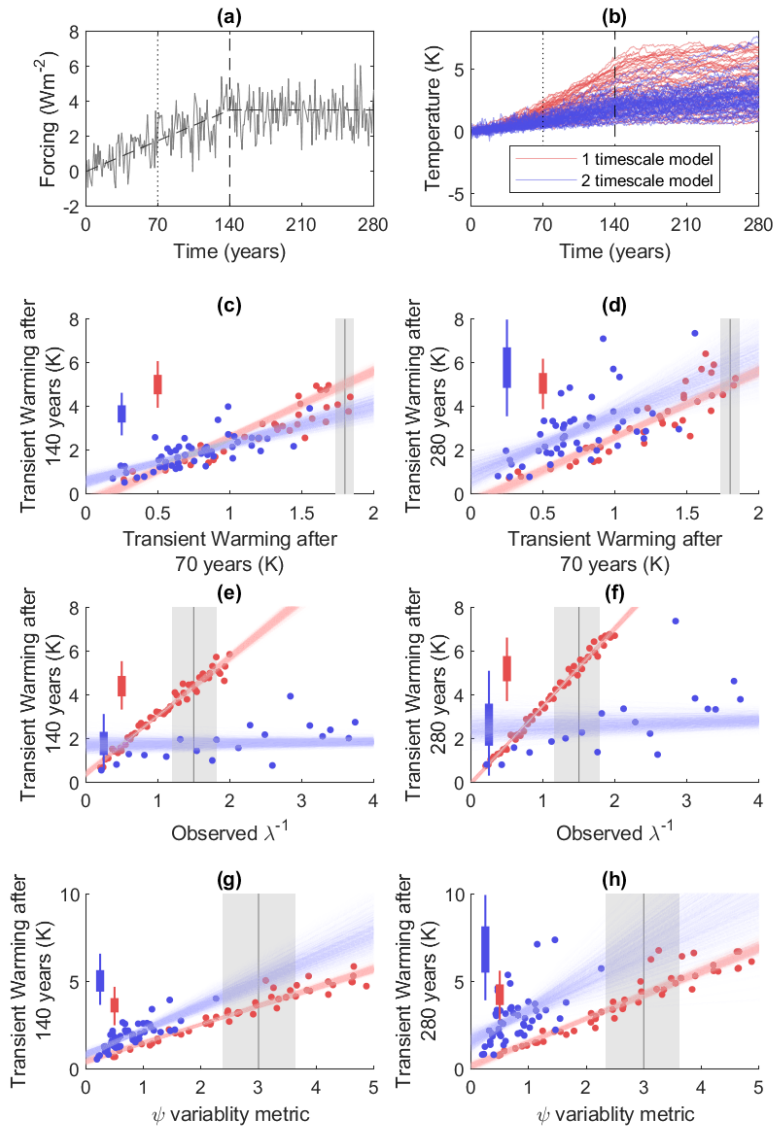 (a)
Forcing (Wm-2)
8
6
4
2
0
-2
0 70 140 210 280
Time (years)
(b)
Temperature (K)
5
0
-5
1 timescale model
2 timescale model
0 70 140 210 280
Time (years)
(c)
Transient Warming after
140 years (K)
8
6
4
2
0
0 0.5 1 1.5 2
Transient Warming after
70 years (K)
(d)
Transient Warming after
280 years (K)
8
6
4
2
0
0 0.5 1 1.5 2
Transient Warming after
70 years (K)
(e)
Transient Warming after
140 years (K)
8
6
4
2
0
0 1 2 3 4
Observed λ-1
(f)
Transient Warming after
280 years (K)
8
6
4
2
0
0 1 2 3 4
Observed λ-1
(g)
Transient Warming after
140 years (K)
10
5
0
0 1 2 3 4 5
ψ variablity metric
(h)
Transient Warming after
280 years (K)
10
5
0
0 1 2 3 4 5
ψ variablity metric